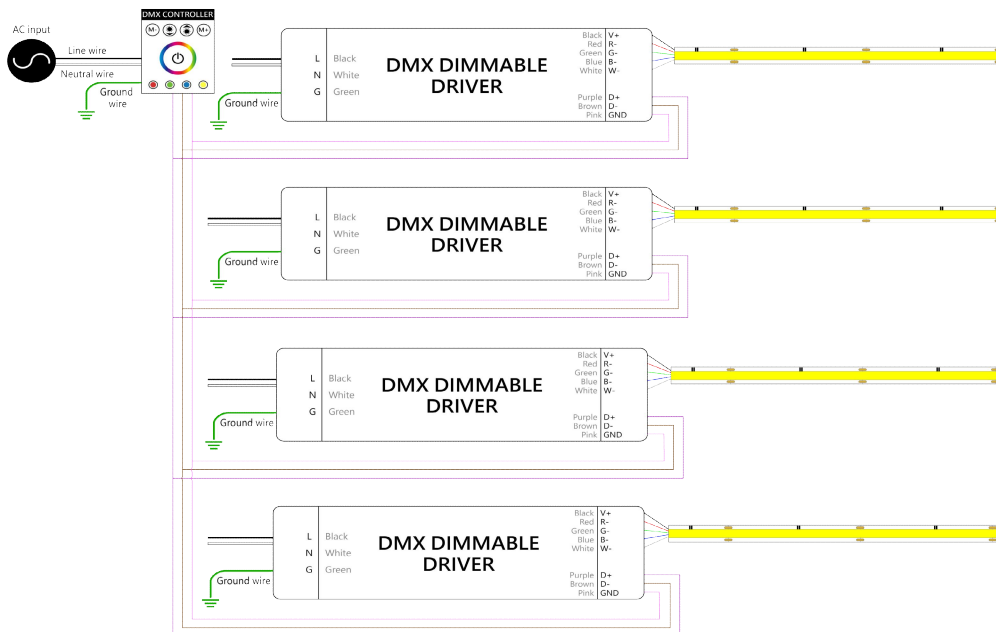 AC input
Line wire
Neutral wire
Ground
wire
DMX CONTROLLER
M-
M+
Ground wire
L Black
N White
G Green
DMX DIMMABLE
DRIVER
Black V+
Red R-
Green G-
Blue B-
White W-
Purple D+
Brown D-
Pink GND
Ground wire
L Black
N White
G Green
DMX DIMMABLE
DRIVER
Black V+
Red R-
Green G-
Blue B-
White W-
Purple D+
Brown D-
Pink GND
Ground wire
L Black
N White
G Green
DMX DIMMABLE
DRIVER
Black V+
Red R-
Green G-
Blue B-
White W-
Purple D+
Brown D-
Pink GND
Ground wire
L Black
N White
G Green
DMX DIMMABLE
DRIVER
Black V+
Red R-
Green G-
Blue B-
White W-
Purple D+
Brown D-
Pink GND